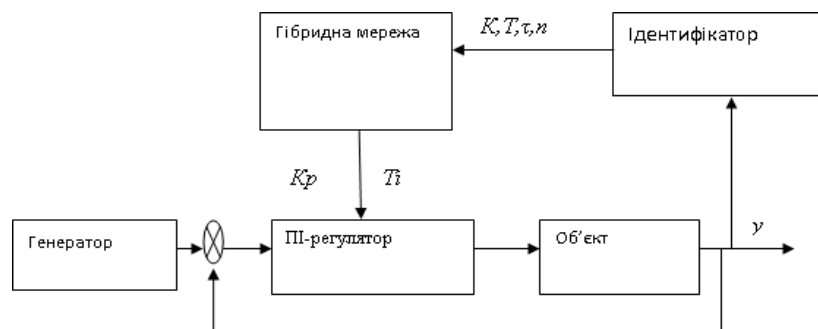 Гібридна мережа
K,T,τ,n
Ідентифікатор
Kp
Ti
Генератор
ПІ-регулятор
Об'єкт
y